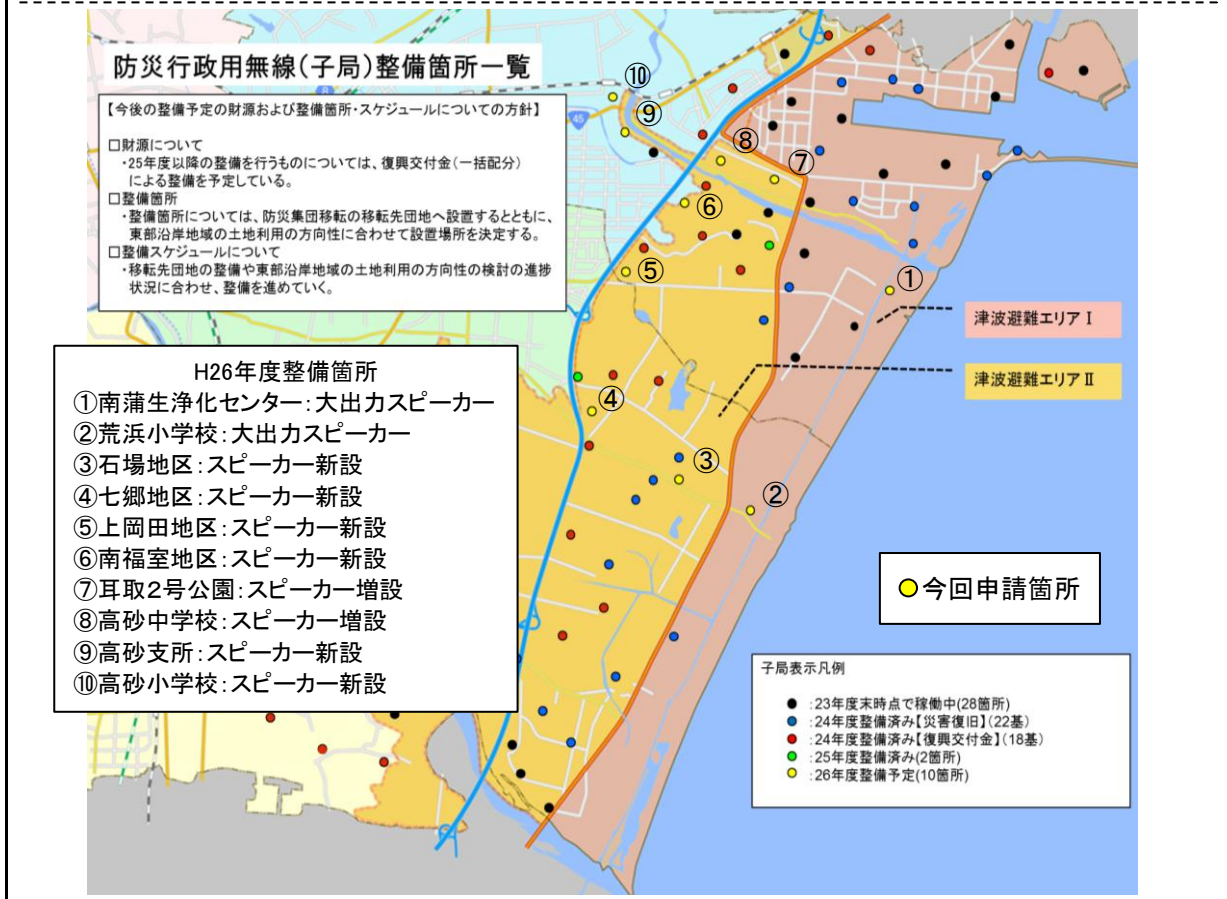 防災行政用無線(子局)整備箇所一覧
【今後の整備予定の財源および整備箇所・スケジュールについての方針】
□財源について
・25年度以降の整備を行うものについては、復興交付金(一括配分)
による整備を予定している。
□整備箇所
・整備箇所については、防災集団移転の移転先団地へ設置するとともに、
東部沿岸地域の土地利用の方向性に合わせて設置場所を決定する。
□整備スケジュールについて
・移転先団地の整備や東部沿岸地域の土地利用の方向性の検討の進捗
状況に合わせ、整備を進めていく。
⑩
⑨
45
⑧
⑦
⑥
⑤
①
④
③
②
津波避難エリアⅠ
津波避難エリアⅡ
H26年度整備箇所
①南蒲生浄化センター:大出力スピーカー
②荒浜小学校:大出力スピーカー
③石場地区:スピーカー新設
④七郷地区:スピーカー新設
⑤上岡田地区:スピーカー新設
⑥南福室地区:スピーカー新設
⑦耳取2号公園:スピーカー増設
⑧高砂中学校:スピーカー増設
⑨高砂支所:スピーカー新設
⑩高砂小学校:スピーカー新設
今回申請箇所
子局表示凡例
:23年度末時点で稼働中(28箇所)
:24年度整備済み【災害復旧】(22基)
:24年度整備済み【復興交付金】(18基)
:25年度整備済み(2箇所)
:26年度整備予定(10箇所)